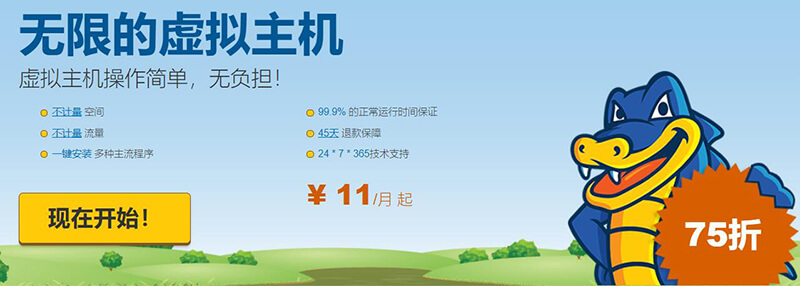 无限的虚拟主机
虚拟主机操作简单，无负担！
不计量 空间
99.9% 的正常运行时间保证
不计量 流量
45天 退款保障
一键安装 多种主流程序
24 * 7 * 365技术支持
¥ 11/月 起
现在开始！
75折